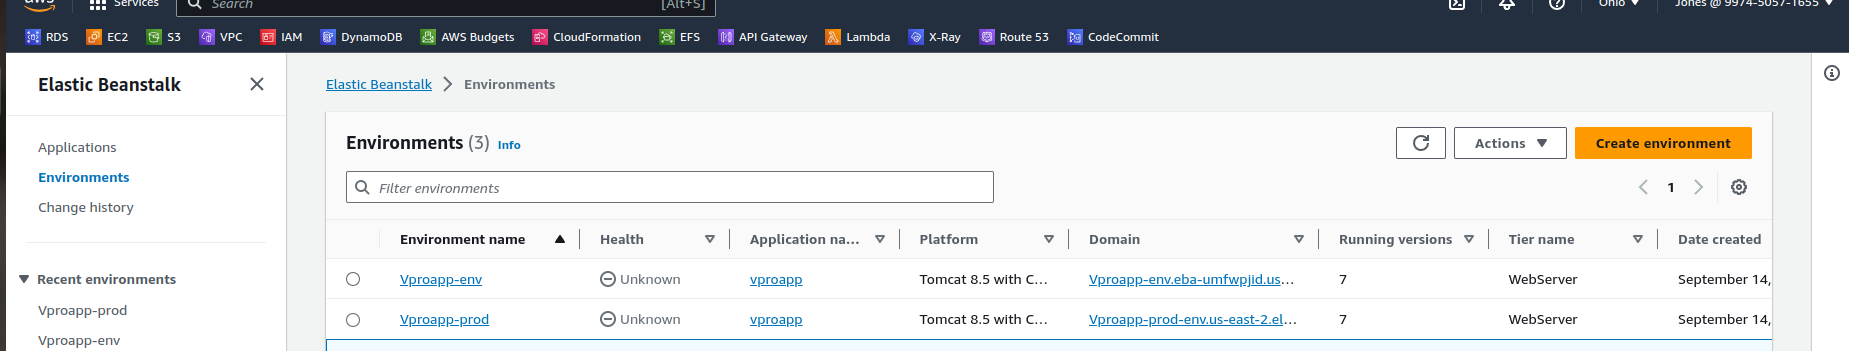 aws Services Search [Alt+S] Ohio ▼ Jones @ 9974-5057-1655 ▼
RDS EC2 S3 VPC IAM DynamoDB AWS Budgets CloudFormation EFS API Gateway Lambda X-Ray Route 53 CodeCommit
Elastic Beanstalk
Applications
Environments
Change history
Recent environments
Vproapp-prod
Vproapp-env
Elastic Beanstalk > Environments
Environments (3) Info
Actions Create environment
Filter environments
1
Environment name Health Application na... Platform Domain Running versions Tier name Date created
Vproapp-env Unknown vproapp Tomcat 8.5 with C... Vproapp-env.eba-umfwpjid.us... 7 WebServer September 14,
Vproapp-prod Unknown vproapp Tomcat 8.5 with C... Vproapp-prod-env.us-east-2.el... 7 WebServer September 14,